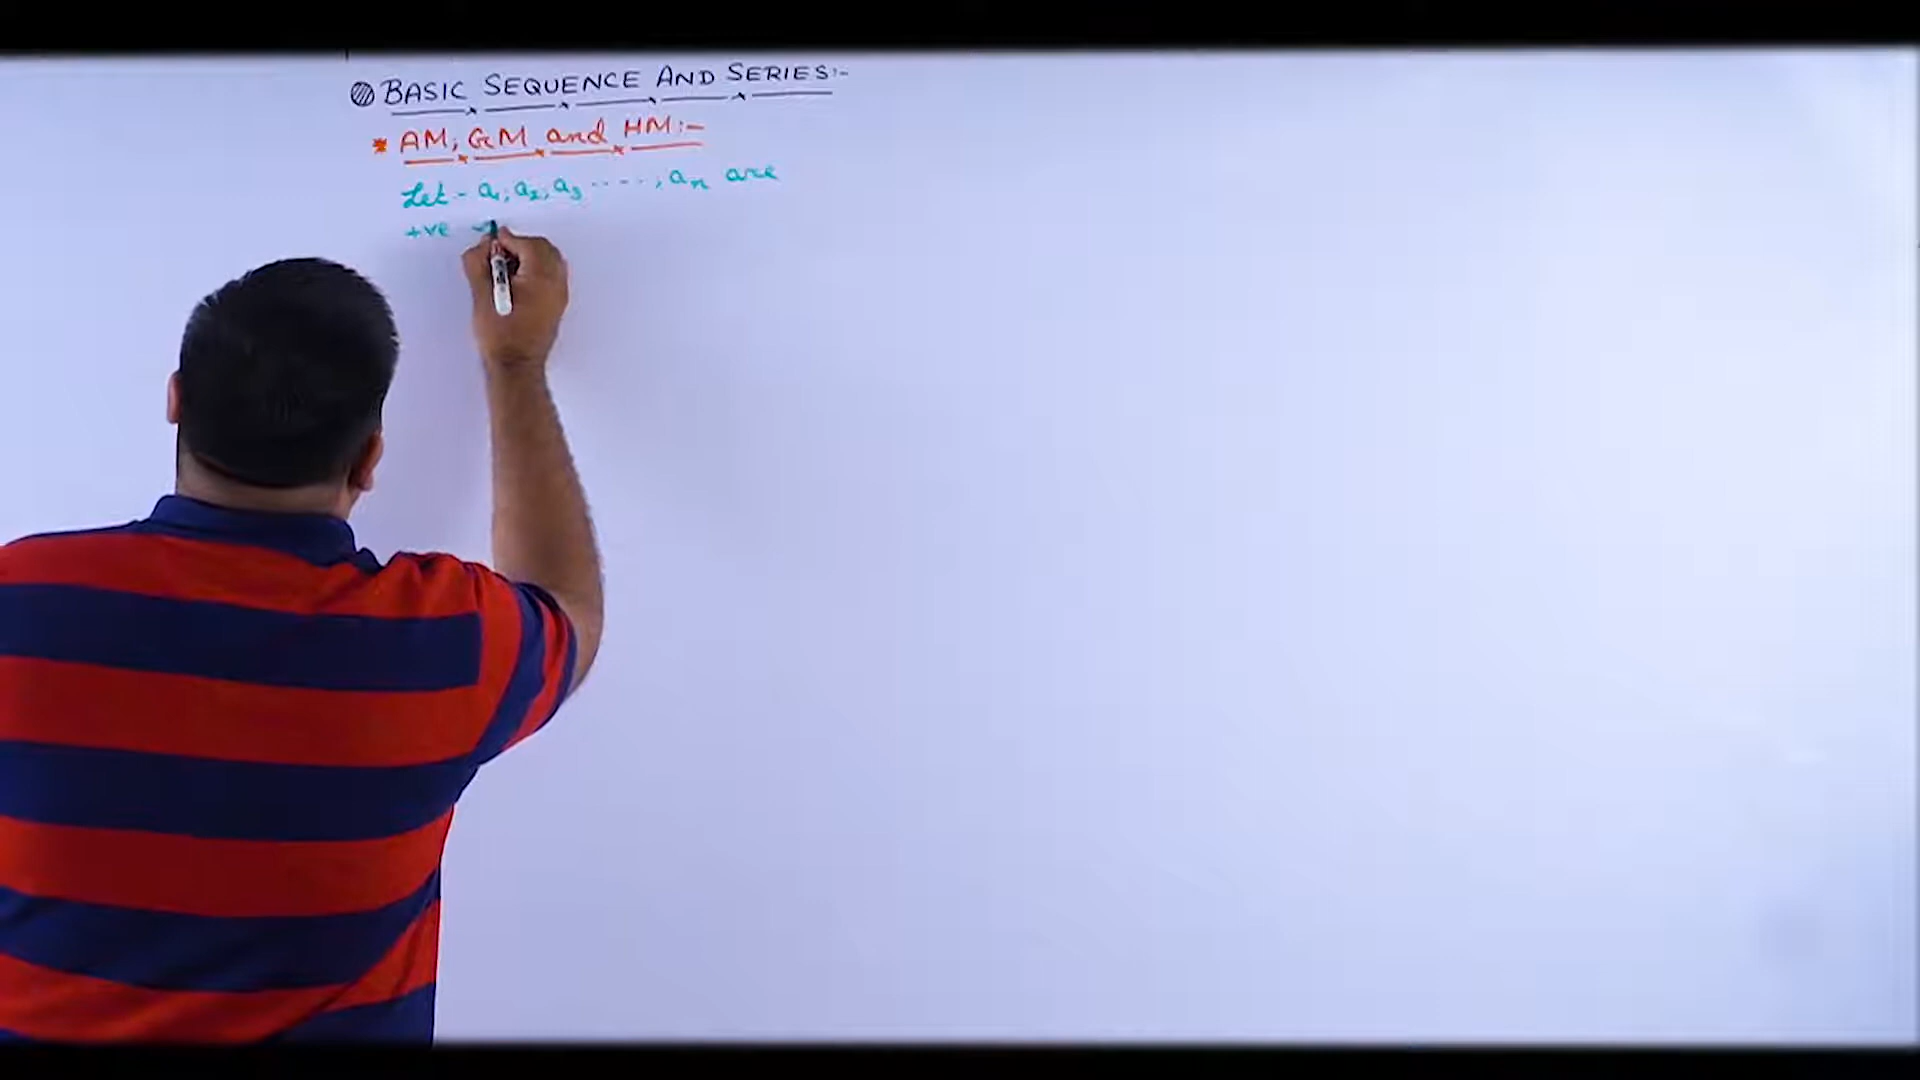 BASIC SEQUENCE AND SERIES:-
* AM, GM and HM:-
Let - a1, a2, a3 ....., an are
+ve